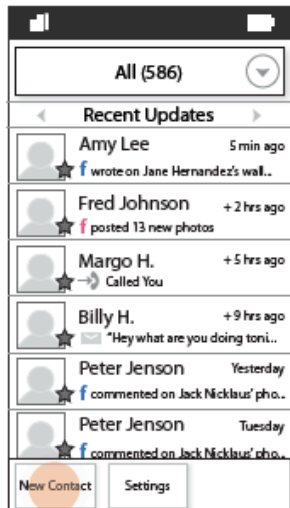 All (586)
Recent Updates
Amy Lee 5 min ago
f wrote on Jane Hernandez's wall...
Fred Johnson + 2 hrs ago
f posted 13 new photos
Margo H. + 5 hrs ago
Called You
Billy H. + 9 hrs ago
"Hey what are you doing toni...
Peter Jenson Yesterday
f commented on Jack Nicklaus' pho...
Peter Jenson Tuesday
f commented on Jack Nicklaus' pho...
New Contact Settings